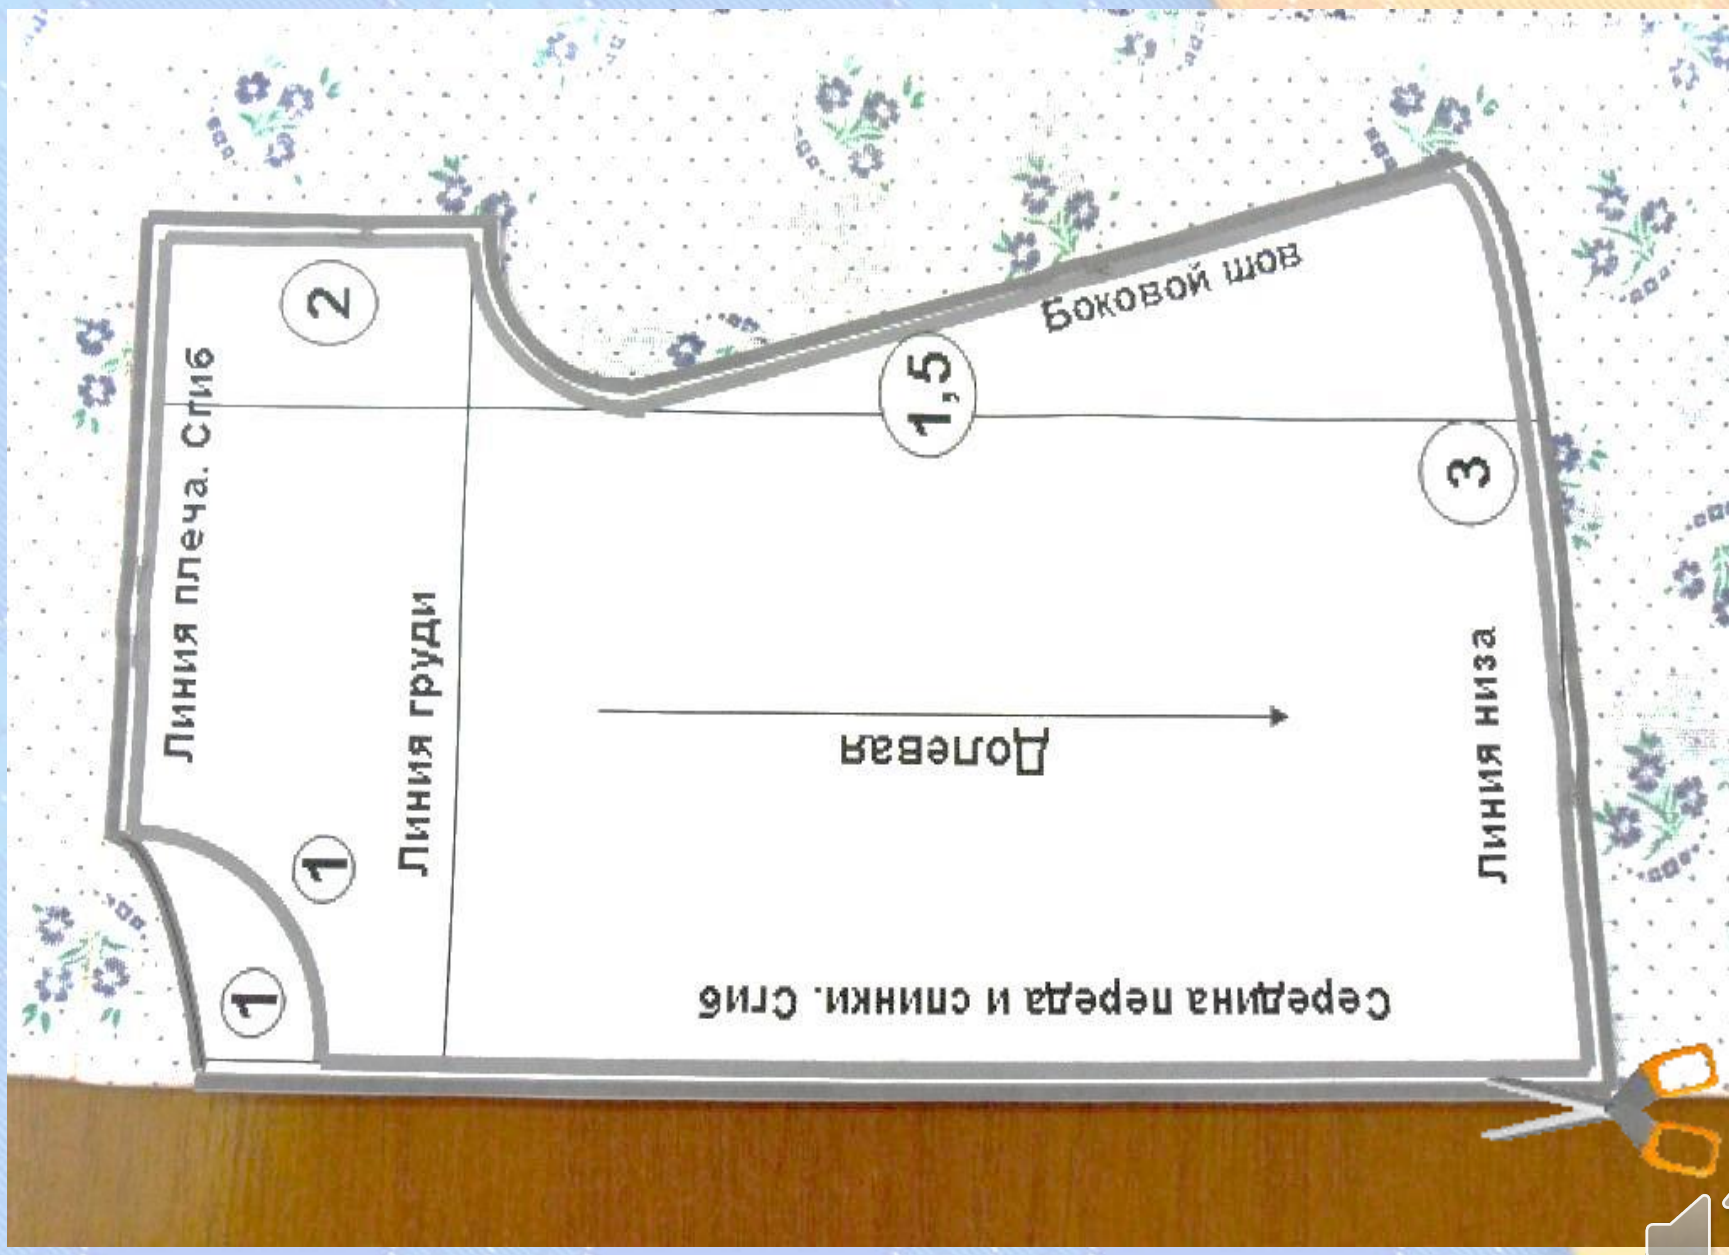 2
Линия плеча. Сгиб
Боковой шов
1,5
3
Линия груди
Долевая
Линия низа
1
1
Середина переда и спинки. Сгиб